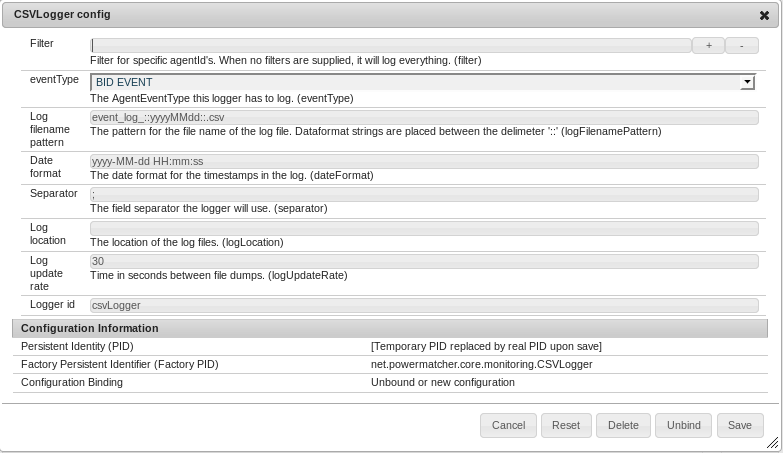 CSVLogger config
Filter
+ -
Filter for specific agentId's. When no filters are supplied, it will log everything. (filter)
eventType
BID EVENT
The AgentEventType this logger has to log. (eventType)
Log
filename
pattern
event_log_::yyyyMMdd::.csv
The pattern for the file name of the log file. Dataformat strings are placed between the delimiter '::' (logFilenamePattern)
Date
format
yyyy-MM-dd HH:mm:ss
The date format for the timestamps in the log. (dateFormat)
Separator
;
The field separator the logger will use. (separator)
Log
location
The location of the log files. (logLocation)
Log
update
rate
30
Time in seconds between file dumps. (logUpdateRate)
Logger id
csvLogger
Configuration Information
Persistent Identity (PID) [Temporary PID replaced by real PID upon save]
Factory Persistent Identifier (Factory PID) net.powermatcher.core.monitoring.CSVLogger
Configuration Binding Unbound or new configuration
Cancel Reset Delete Unbind Save